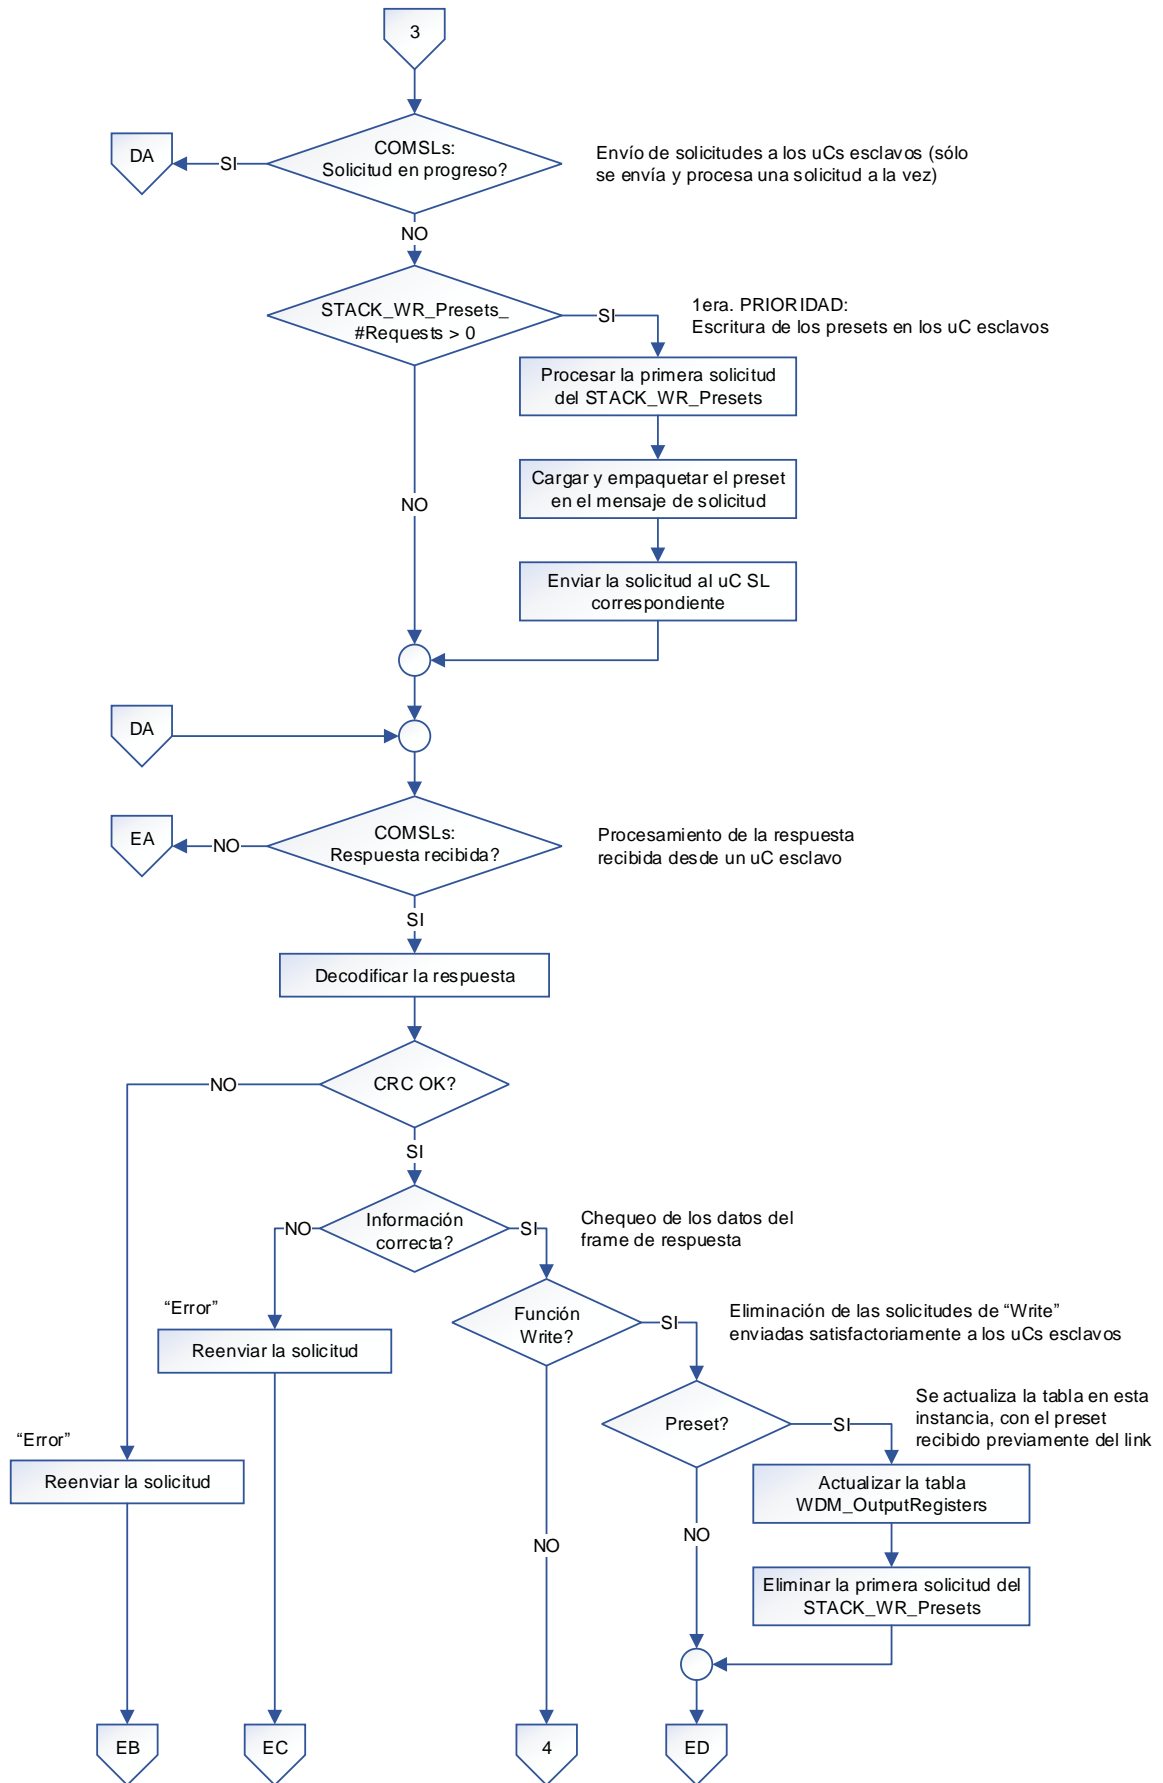 3
DA
SI
COMSLs:
Solicitud en progreso?
Envío de solicitudes a los uCs esclavos (sólo
se envía y procesa una solicitud a la vez)
NO
STACK_WR_Presets_
#Requests > 0
SI
1era. PRIORIDAD:
Escritura de los presets en los uC esclavos
Procesar la primera solicitud
del STACK_WR_Presets
Cargar y empaquetar el preset
en el mensaje de solicitud
NO
Enviar la solicitud al uC SL
correspondiente
DA
EA
NO
COMSLs:
Respuesta recibida?
Procesamiento de la respuesta
recibida desde un uC esclavo
SI
Decodificar la respuesta
NO
CRC OK?
SI
NO
Información
correcta?
SI
Chequeo de los datos del
frame de respuesta
“Error”
Reenviar la solicitud
Función
Write?
SI
Eliminación de las solicitudes de “Write”
enviadas satisfactoriamente a los uCs esclavos
Preset?
SI
Se actualiza la tabla en esta
instancia, con el preset
recibido previamente del link
“Error”
Reenviar la solicitud
Actualizar la tabla
WDM_OutputRegisters
NO
NO
Eliminar la primera solicitud del
STACK_WR_Presets
EB
EC
4
ED